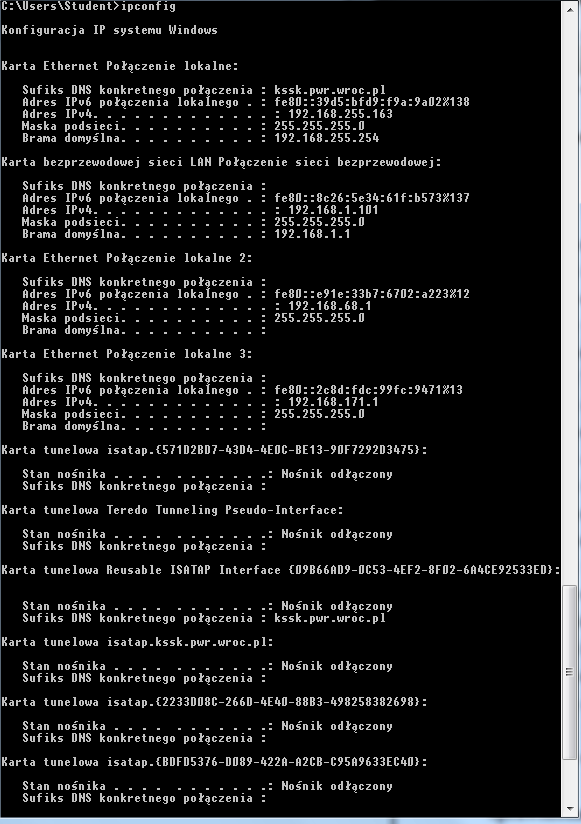 C:\Users\Student>ipconfig
Konfiguracja IP systemu Windows
Karta Ethernet Połączenie lokalne:
Sufiks DNS konkretnego połączenia : kssk.pwr.wroc.pl
Adres IPv6 połączenia lokalnego . : fe80::39d5:bfd9:f9a:9a02%138
Adres IPv4. . . . . . . . . . . . . : 192.168.255.163
Maska podsieci. . . . . . . . . . : 255.255.255.0
Brama domyślna. . . . . . . . . . : 192.168.255.254
Karta bezprzewodowej sieci LAN Połączenie sieci bezprzewodowej:
Sufiks DNS konkretnego połączenia :
Adres IPv6 połączenia lokalnego . : fe80::8c26:5e34:61f:b573%137
Adres IPv4. . . . . . . . . . . . . : 192.168.1.101
Maska podsieci. . . . . . . . . . : 255.255.255.0
Brama domyślna. . . . . . . . . . : 192.168.1.1
Karta Ethernet Połączenie lokalne 2:
Sufiks DNS konkretnego połączenia :
Adres IPv6 połączenia lokalnego . : fe80::e91e:33b7:6702:a223%12
Adres IPv4. . . . . . . . . . . . . : 192.168.68.1
Maska podsieci. . . . . . . . . . : 255.255.255.0
Brama domyślna. . . . . . . . . . :
Karta Ethernet Połączenie lokalne 3:
Sufiks DNS konkretnego połączenia :
Adres IPv6 połączenia lokalnego . : fe80::2c8d:fdc:99fc:9471%13
Adres IPv4. . . . . . . . . . . . . : 192.168.171.1
Maska podsieci. . . . . . . . . . : 255.255.255.0
Brama domyślna. . . . . . . . . . :
Karta tunelowa isatap.{571D2BD7-43D4-4E0C-BE13-90F7292D3475}:
Stan nośnika . . . .  . . . . . . .: Nośnik odłączony
Sufiks DNS konkretnego połączenia :
Karta tunelowa Teredo Tunneling Pseudo-Interface:
Stan nośnika . . . .  . . . . . . .: Nośnik odłączony
Sufiks DNS konkretnego połączenia :
Karta tunelowa Reusable ISATAP Interface {09B66AD9-0C53-4EF2-8F02-6A4CE92533ED}:
Stan nośnika . . . .  . . . . . . .: Nośnik odłączony
Sufiks DNS konkretnego połączenia : kssk.pwr.wroc.pl
Karta tunelowa isatap.kssk.pwr.wroc.pl:
Stan nośnika . . . .  . . . . . . .: Nośnik odłączony
Sufiks DNS konkretnego połączenia :
Karta tunelowa isatap.{2233D08C-266D-4E40-88B3-498258382698}:
Stan nośnika . . . .  . . . . . . .: Nośnik odłączony
Sufiks DNS konkretnego połączenia :
Karta tunelowa isatap.{BDFD5376-D089-422A-A2CB-C95A9633EC40}:
Stan nośnika . . . .  . . . . . . .: Nośnik odłączony
Sufiks DNS konkretnego połączenia :